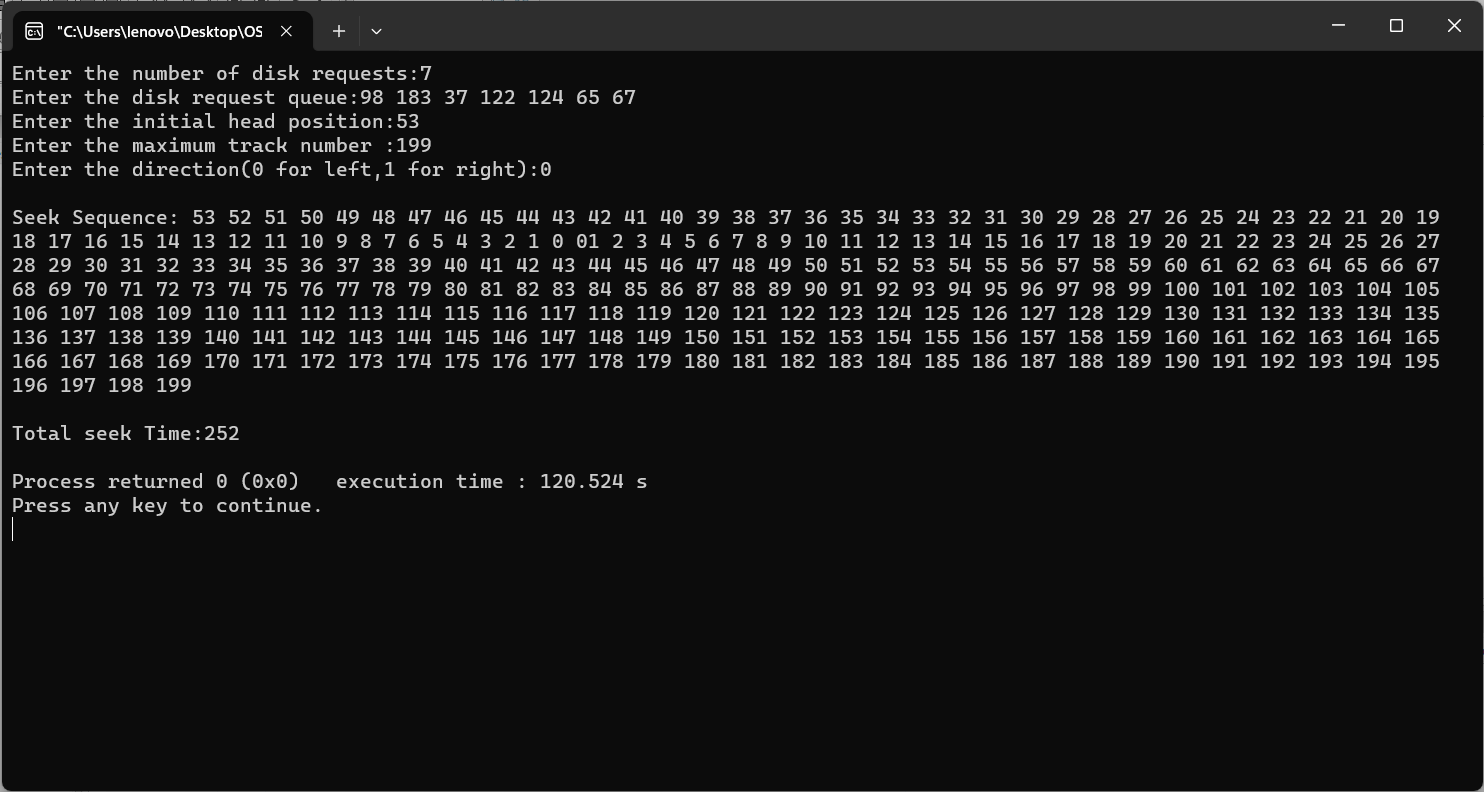 "C:\Users\lenovo\Desktop\OS
Enter the number of disk requests:7
Enter the disk request queue:98 183 37 122 124 65 67
Enter the initial head position:53
Enter the maximum track number :199
Enter the direction(0 for left,1 for right):0
Seek Sequence: 53 52 51 50 49 48 47 46 45 44 43 42 41 40 39 38 37 36 35 34 33 32 31 30 29 28 27 26 25 24 23 22 21 20 19
18 17 16 15 14 13 12 11 10 9 8 7 6 5 4 3 2 1 0 01 2 3 4 5 6 7 8 9 10 11 12 13 14 15 16 17 18 19 20 21 22 23 24 25 26 27
28 29 30 31 32 33 34 35 36 37 38 39 40 41 42 43 44 45 46 47 48 49 50 51 52 53 54 55 56 57 58 59 60 61 62 63 64 65 66 67
68 69 70 71 72 73 74 75 76 77 78 79 80 81 82 83 84 85 86 87 88 89 90 91 92 93 94 95 96 97 98 99 100 101 102 103 104 105
106 107 108 109 110 111 112 113 114 115 116 117 118 119 120 121 122 123 124 125 126 127 128 129 130 131 132 133 134 135
136 137 138 139 140 141 142 143 144 145 146 147 148 149 150 151 152 153 154 155 156 157 158 159 160 161 162 163 164 165
166 167 168 169 170 171 172 173 174 175 176 177 178 179 180 181 182 183 184 185 186 187 188 189 190 191 192 193 194 195
196 197 198 199
Total seek Time:252
Process returned 0 (0x0)   execution time : 120.524 s
Press any key to continue.